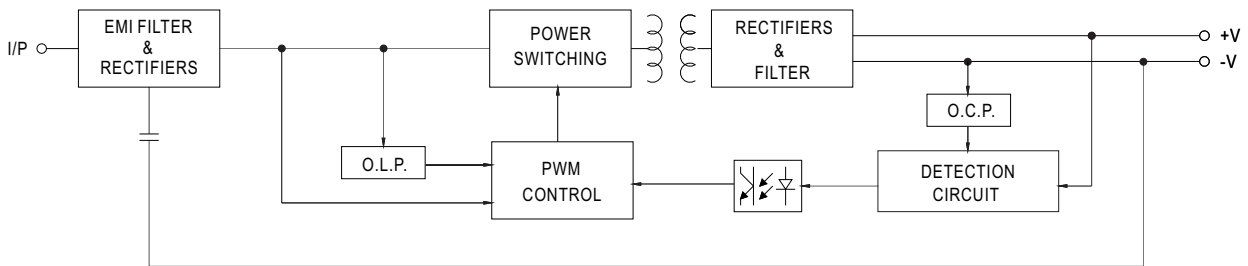 I/P
EMI FILTER
&
RECTIFIERS
POWER
SWITCHING
RECTIFIERS
&
FILTER
+V
-V
O.C.P.
O.L.P.
PWM
CONTROL
DETECTION
CIRCUIT